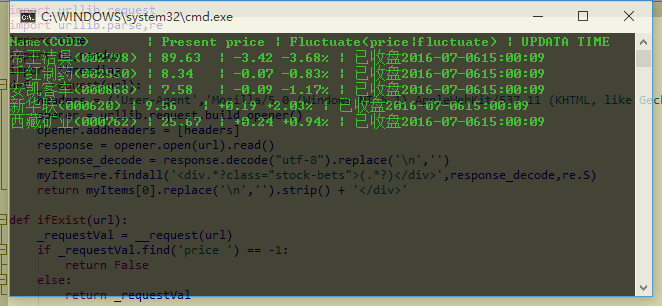 C:\WINDOWS\system32\cmd.exe
import urllib.parse,re
Name<CODE> | Present price | Fluctuate<price|fluctuate> | UPDATA TIME
帝王洁具<002798> | 89.63 | -3.42 -3.68% | 已收盘2016-07-0615:00:09
千红制药<002550> | 8.34 | -0.07 -0.83% | 已收盘2016-07-0615:00:09
安凯客车<000868> | 7.58 | -0.09 -1.17% | 已收盘2016-07-0615:00:09
新华联<000620> | 9.56 | +0.19 +2.03% | 已收盘2016-07-0615:00:09
西藏矿业<000762> | 25.67 | +0.24 +0.94% | 已收盘2016-07-0615:00:09
opener.addheaders = [headers]
response = opener.open(url).read()
response_decode = response.decode("utf-8").replace('\n','')
myItems=re.findall('<div.*?class="stock-bets">(.*?)</div>',response_decode,re.S)
return myItems[0].replace('\n','').strip() + '</div>'
def ifExist(url):
_requestVal = __request(url)
if _requestVal.find('price ') == -1:
return False
else:
return _requestVal